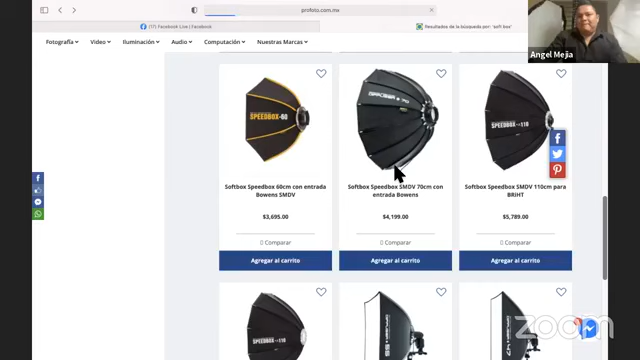 profoto.com.mx
(17) Facebook Live | Facebook
Resultados de la búsqueda por: 'soft box'
Angel Mejia
Fotografía
Video
Iluminación
Audio
Computación
Nuestras Marcas
SPEEDBOX-60
SPEEDBOX-110
Softbox Speedbox 60cm con entrada
Bowens SMDV
Softbox Speedbox SMDV 70cm con
entrada Bowens
Softbox Speedbox SMDV 110cm para
BRiHT
$3,695.00
$4,199.00
$5,789.00
Comparar
Comparar
Comparar
Agregar al carrito
Agregar al carrito
Agregar al carrito
SPEEDBOX-110
zoom